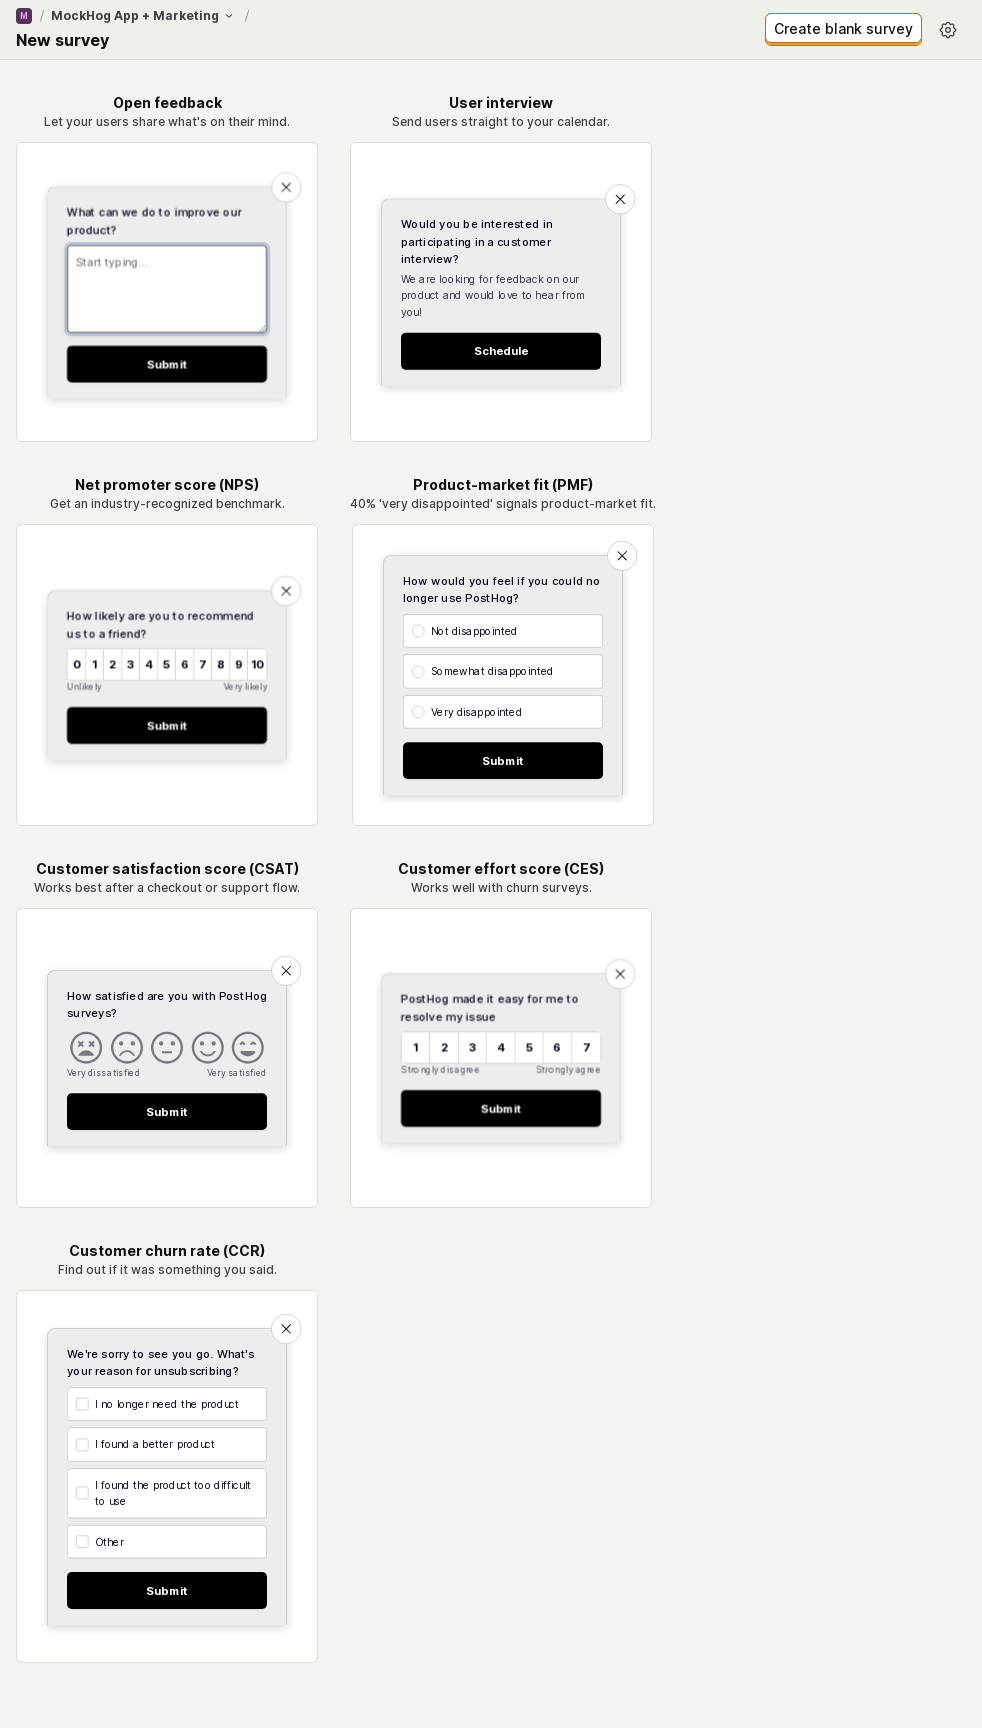 M / MockHog App + Marketing /
New survey
Create blank survey
Open feedback
Let your users share what's on their mind.
What can we do to improve our
product?
Start typing...
Submit
User interview
Send users straight to your calendar.
Would you be interested in
participating in a customer
interview?
We are looking for feedback on our
product and would love to hear from
you!
Schedule
Net promoter score (NPS)
Get an industry-recognized benchmark.
How likely are you to recommend
us to a friend?
0 1 2 3 4 5 6 7 8 9 10
Unlikely Very likely
Submit
Product-market fit (PMF)
40% 'very disappointed' signals product-market fit.
How would you feel if you could no
longer use PostHog?
Not disappointed
Somewhat disappointed
Very disappointed
Submit
Customer satisfaction score (CSAT)
Works best after a checkout or support flow.
How satisfied are you with PostHog
surveys?
Very dissatisfied Very satisfied
Submit
Customer effort score (CES)
Works well with churn surveys.
PostHog made it easy for me to
resolve my issue
1 2 3 4 5 6 7
Strongly disagree Strongly agree
Submit
Customer churn rate (CCR)
Find out if it was something you said.
We're sorry to see you go. What's
your reason for unsubscribing?
I no longer need the product
I found a better product
I found the product too difficult
to use
Other
Submit